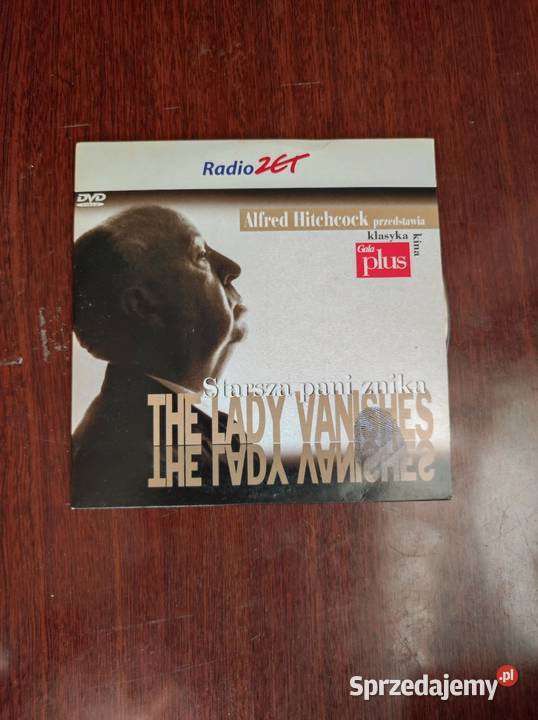 Radio ZET
DVD
VIDEO
Alfred Hitchcock przedstawia
klasyka kina
Gala
plus
Starsza pani znika
THE LADY VANISHES
THE LADY VANISHES
Sprzedajemy.pl